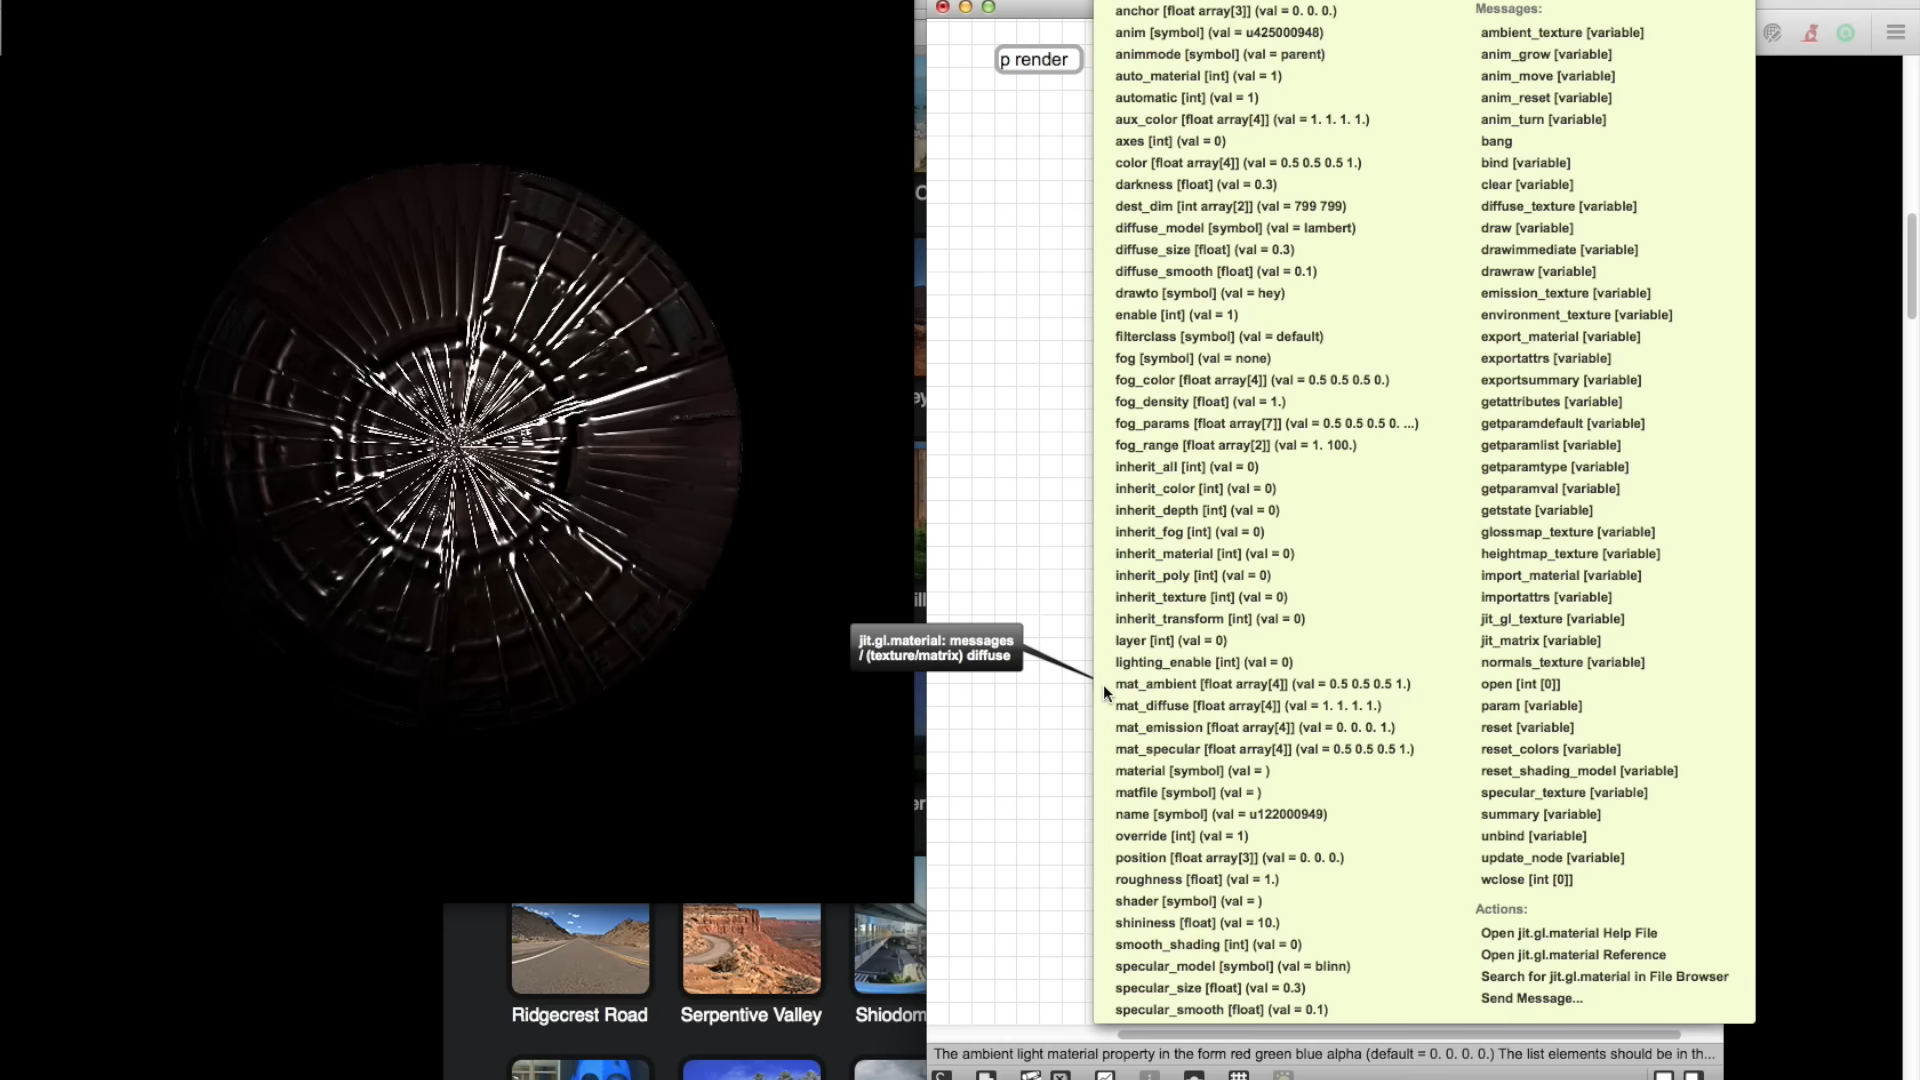 p render
anchor [float array[3]] (val = 0. 0. 0.)
anim [symbol] (val = u425000948)
animmode [symbol] (val = parent)
auto_material [int] (val = 1)
automatic [int] (val = 1)
aux_color [float array[4]] (val = 1. 1. 1. 1.)
axes [int] (val = 0)
color [float array[4]] (val = 0.5 0.5 0.5 1.)
darkness [float] (val = 0.3)
dest_dim [int array[2]] (val = 799 799)
diffuse_model [symbol] (val = lambert)
diffuse_size [float] (val = 0.3)
diffuse_smooth [float] (val = 0.1)
drawto [symbol] (val = hey)
enable [int] (val = 1)
filterclass [symbol] (val = default)
fog [symbol] (val = none)
fog_color [float array[4]] (val = 0.5 0.5 0.5 0.)
fog_density [float] (val = 1.)
fog_params [float array[7]] (val = 0.5 0.5 0.5 0. ...)
fog_range [float array[2]] (val = 1. 100.)
inherit_all [int] (val = 0)
inherit_color [int] (val = 0)
inherit_depth [int] (val = 0)
inherit_fog [int] (val = 0)
inherit_material [int] (val = 0)
inherit_poly [int] (val = 0)
inherit_texture [int] (val = 0)
inherit_transform [int] (val = 0)
layer [int] (val = 0)
lighting_enable [int] (val = 0)
mat_ambient [float array[4]] (val = 0.5 0.5 0.5 1.)
mat_diffuse [float array[4]] (val = 1. 1. 1. 1.)
mat_emission [float array[4]] (val = 0. 0. 0. 1.)
mat_specular [float array[4]] (val = 0.5 0.5 0.5 1.)
material [symbol] (val = )
matfile [symbol] (val = )
name [symbol] (val = u122000949)
override [int] (val = 1)
position [float array[3]] (val = 0. 0. 0.)
roughness [float] (val = 1.)
shader [symbol] (val = )
shininess [float] (val = 10.)
smooth_shading [int] (val = 0)
specular_model [symbol] (val = blinn)
specular_size [float] (val = 0.3)
specular_smooth [float] (val = 0.1)
Messages:
ambient_texture [variable]
anim_grow [variable]
anim_move [variable]
anim_reset [variable]
anim_turn [variable]
bang
bind [variable]
clear [variable]
diffuse_texture [variable]
draw [variable]
drawimmediate [variable]
drawraw [variable]
emission_texture [variable]
environment_texture [variable]
export_material [variable]
exportattrs [variable]
exportsummary [variable]
getattributes [variable]
getparamdefault [variable]
getparamlist [variable]
getparamtype [variable]
getparamval [variable]
getstate [variable]
glossmap_texture [variable]
heightmap_texture [variable]
import_material [variable]
importattrs [variable]
jit_gl_texture [variable]
jit_matrix [variable]
normals_texture [variable]
open [int [0]]
param [variable]
reset [variable]
reset_colors [variable]
reset_shading_model [variable]
specular_texture [variable]
summary [variable]
unbind [variable]
update_node [variable]
wclose [int [0]]
Actions:
Open jit.gl.material Help File
Open jit.gl.material Reference
Search for jit.gl.material in File Browser
Send Message...
jit.gl.material: messages
/ (texture/matrix) diffuse
Ridgecrest Road
Serpentive Valley
Shiodom
The ambient light material property in the form red green blue alpha (default = 0. 0. 0. 0.) The list elements should be in th...